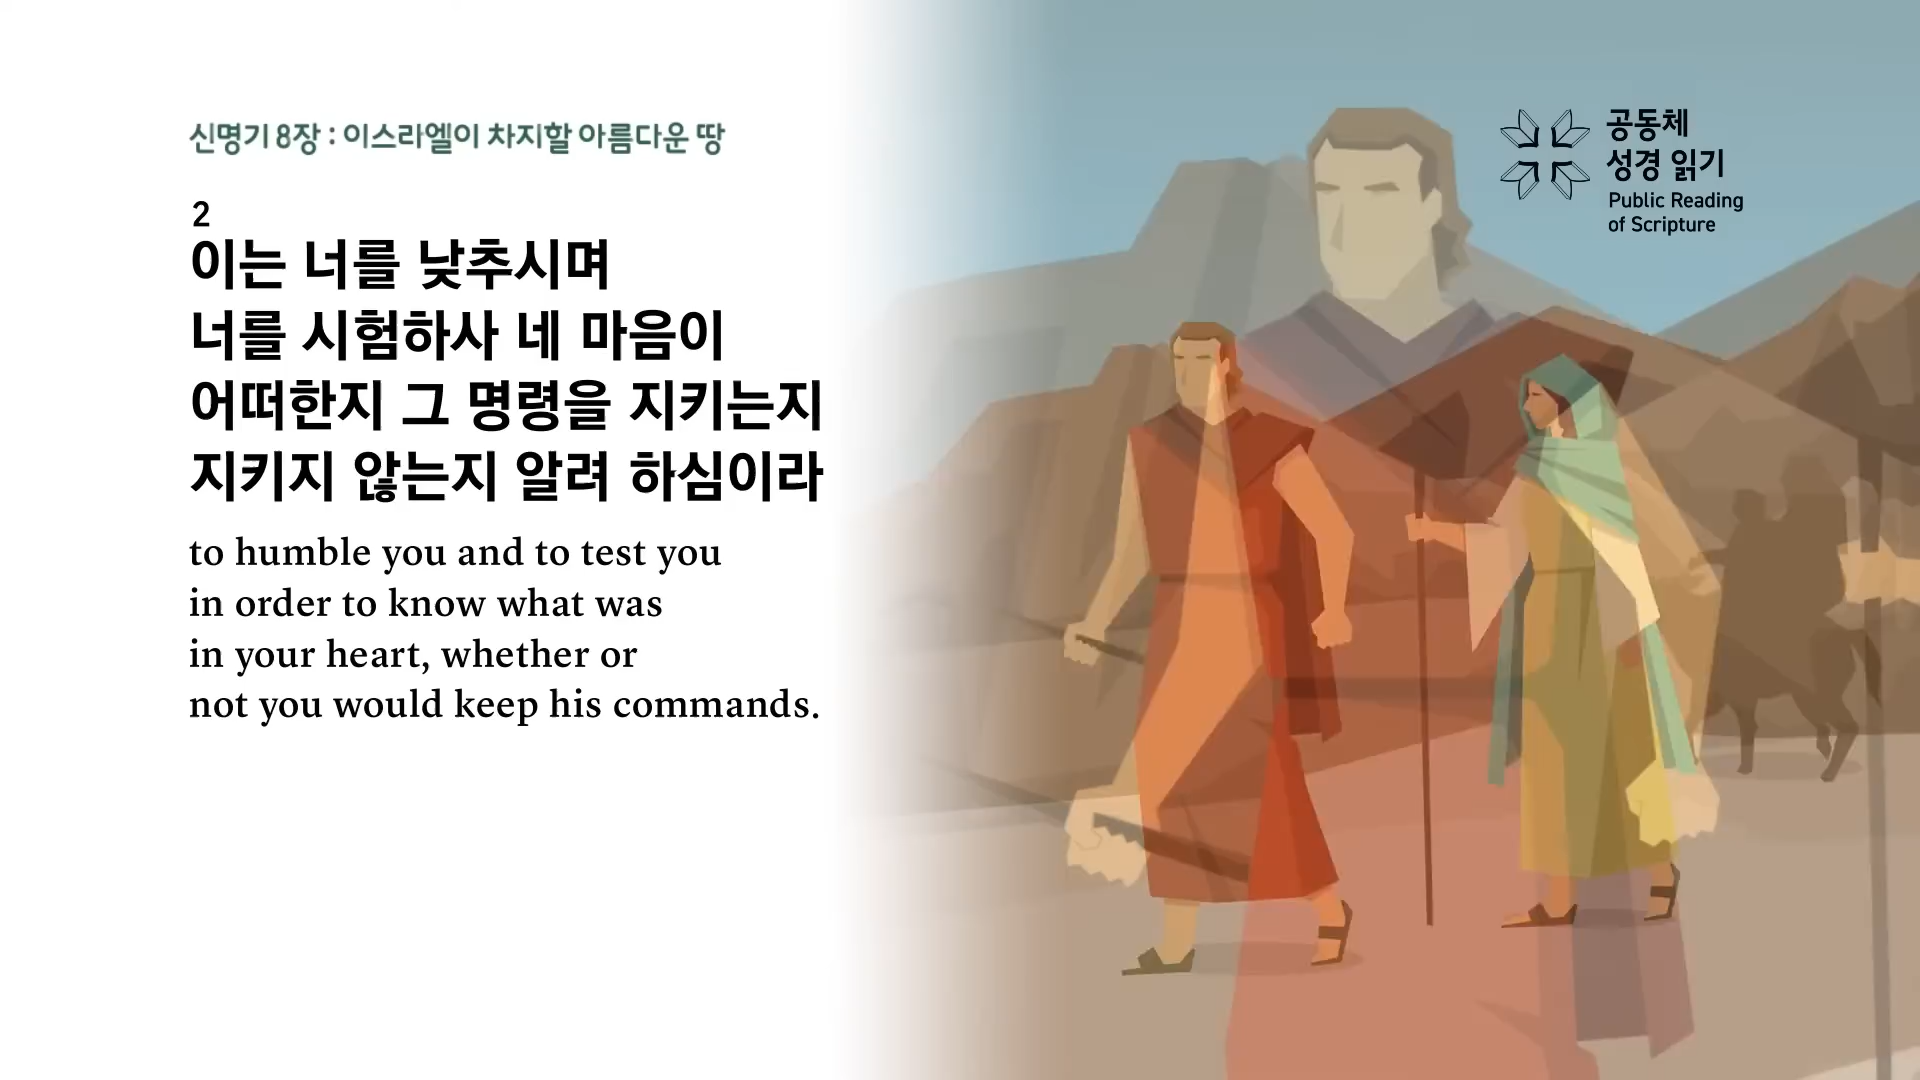 신명기 8장 : 이스라엘이 차지할 아름다운 땅
2
이는 너를 낮추시며
너를 시험하사 네 마음이
어떠한지 그 명령을 지키는지
지키지 않는지 알려 하심이라
to humble you and to test you
in order to know what was
in your heart, whether or
not you would keep his commands.
공동체
성경 읽기
Public Reading
of Scripture